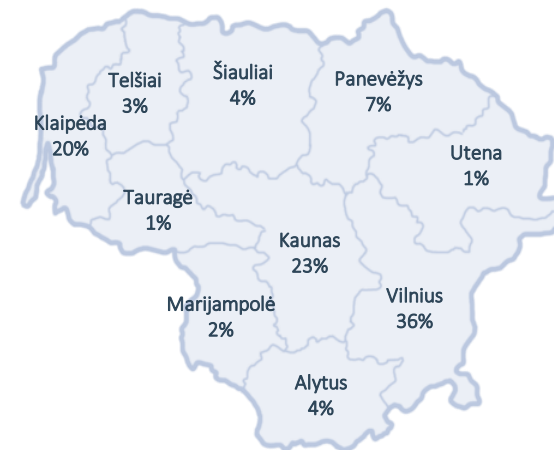 Telšiai
3%
Šiauliai
4%
Panevėžys
7%
Klaipėda
20%
Utena
1%
Tauragė
1%
Kaunas
23%
Vilnius
36%
Marijampolė
2%
Alytus
4%